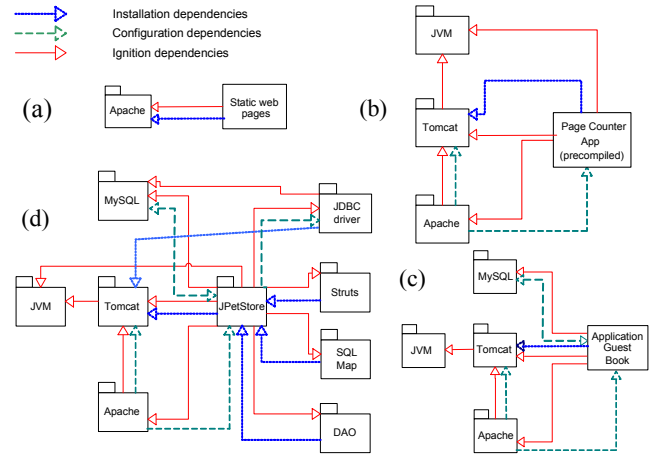 Installation dependencies
Configuration dependencies
Ignition dependencies
(a)
Apache
Static web
pages
(b)
JVM
Tomcat
Page Counter
App
(precompiled)
Apache
(d)
MySQL
JDBC
driver
JVM
Tomcat
JPetStore
Struts
SQL
Map
Apache
DAO
(c)
MySQL
JVM
Tomcat
Application
Guest
Book
Apache